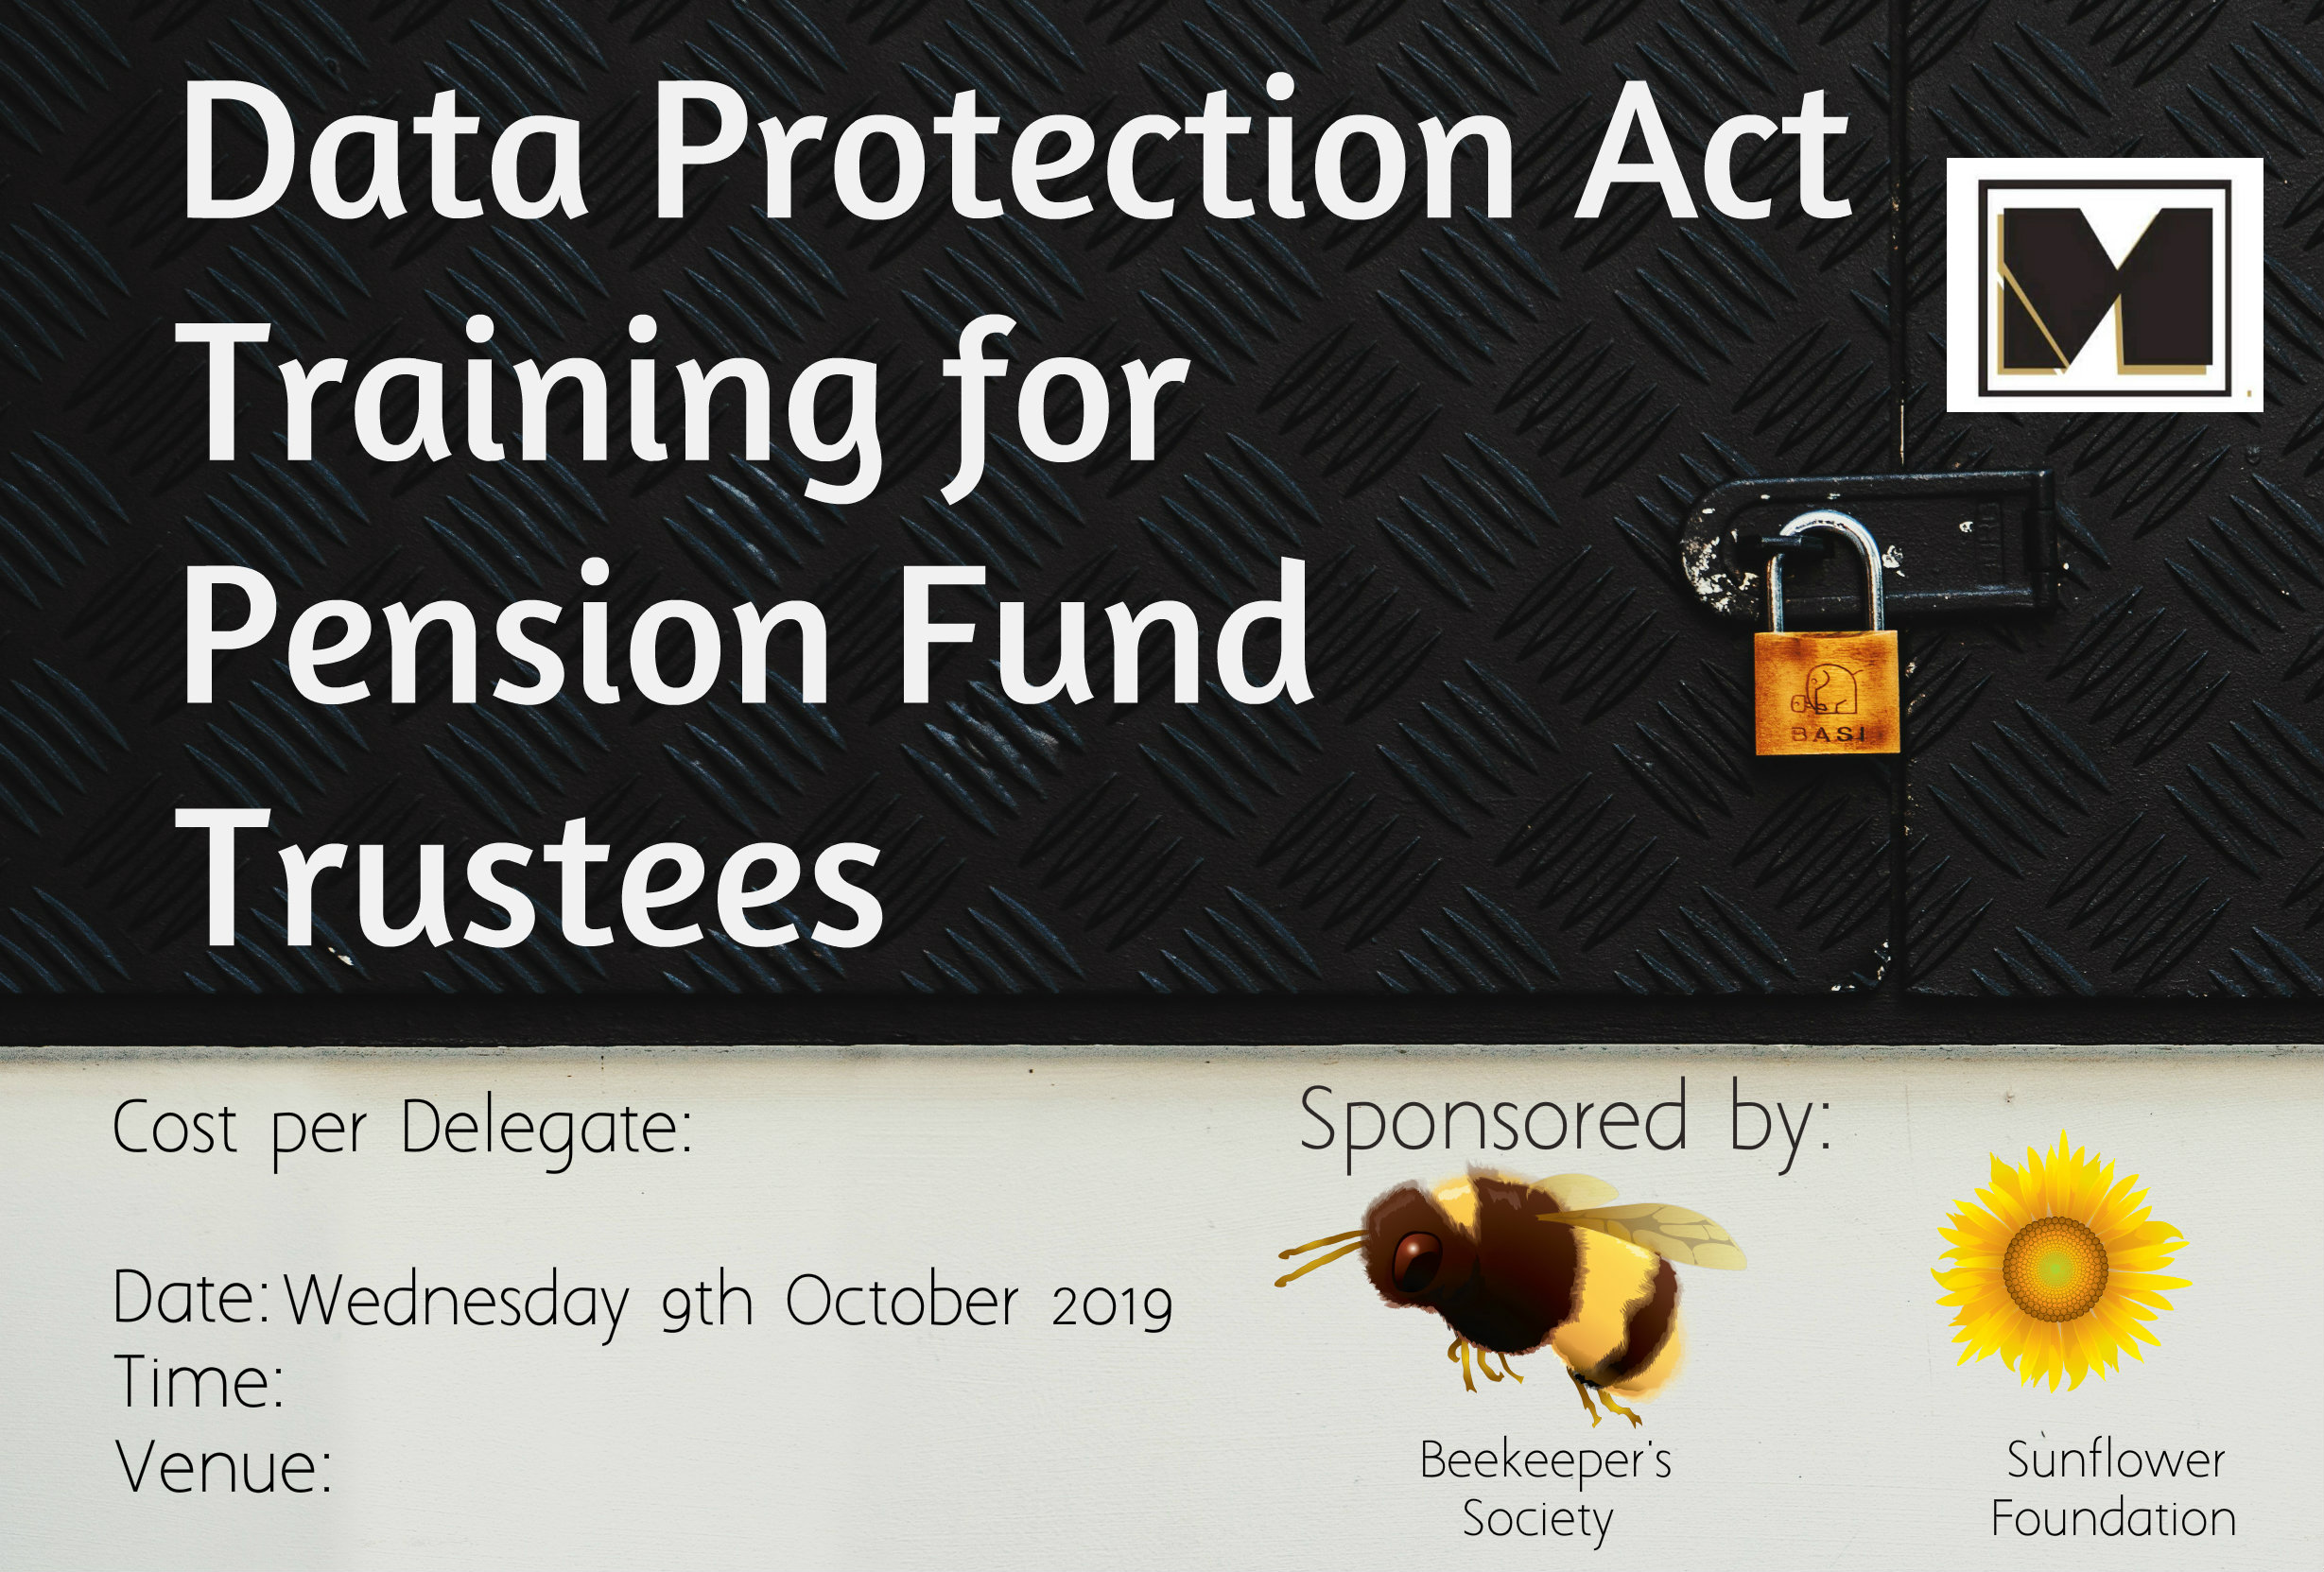 Data Protection Act
Training for
Pension Fund
Trustees
M
BASI
Cost per Delegate:
Date: Wednesday 9th October 2019
Time:
Venue:
Sponsored by:
Beekeeper's
Society
Sunflower
Foundation